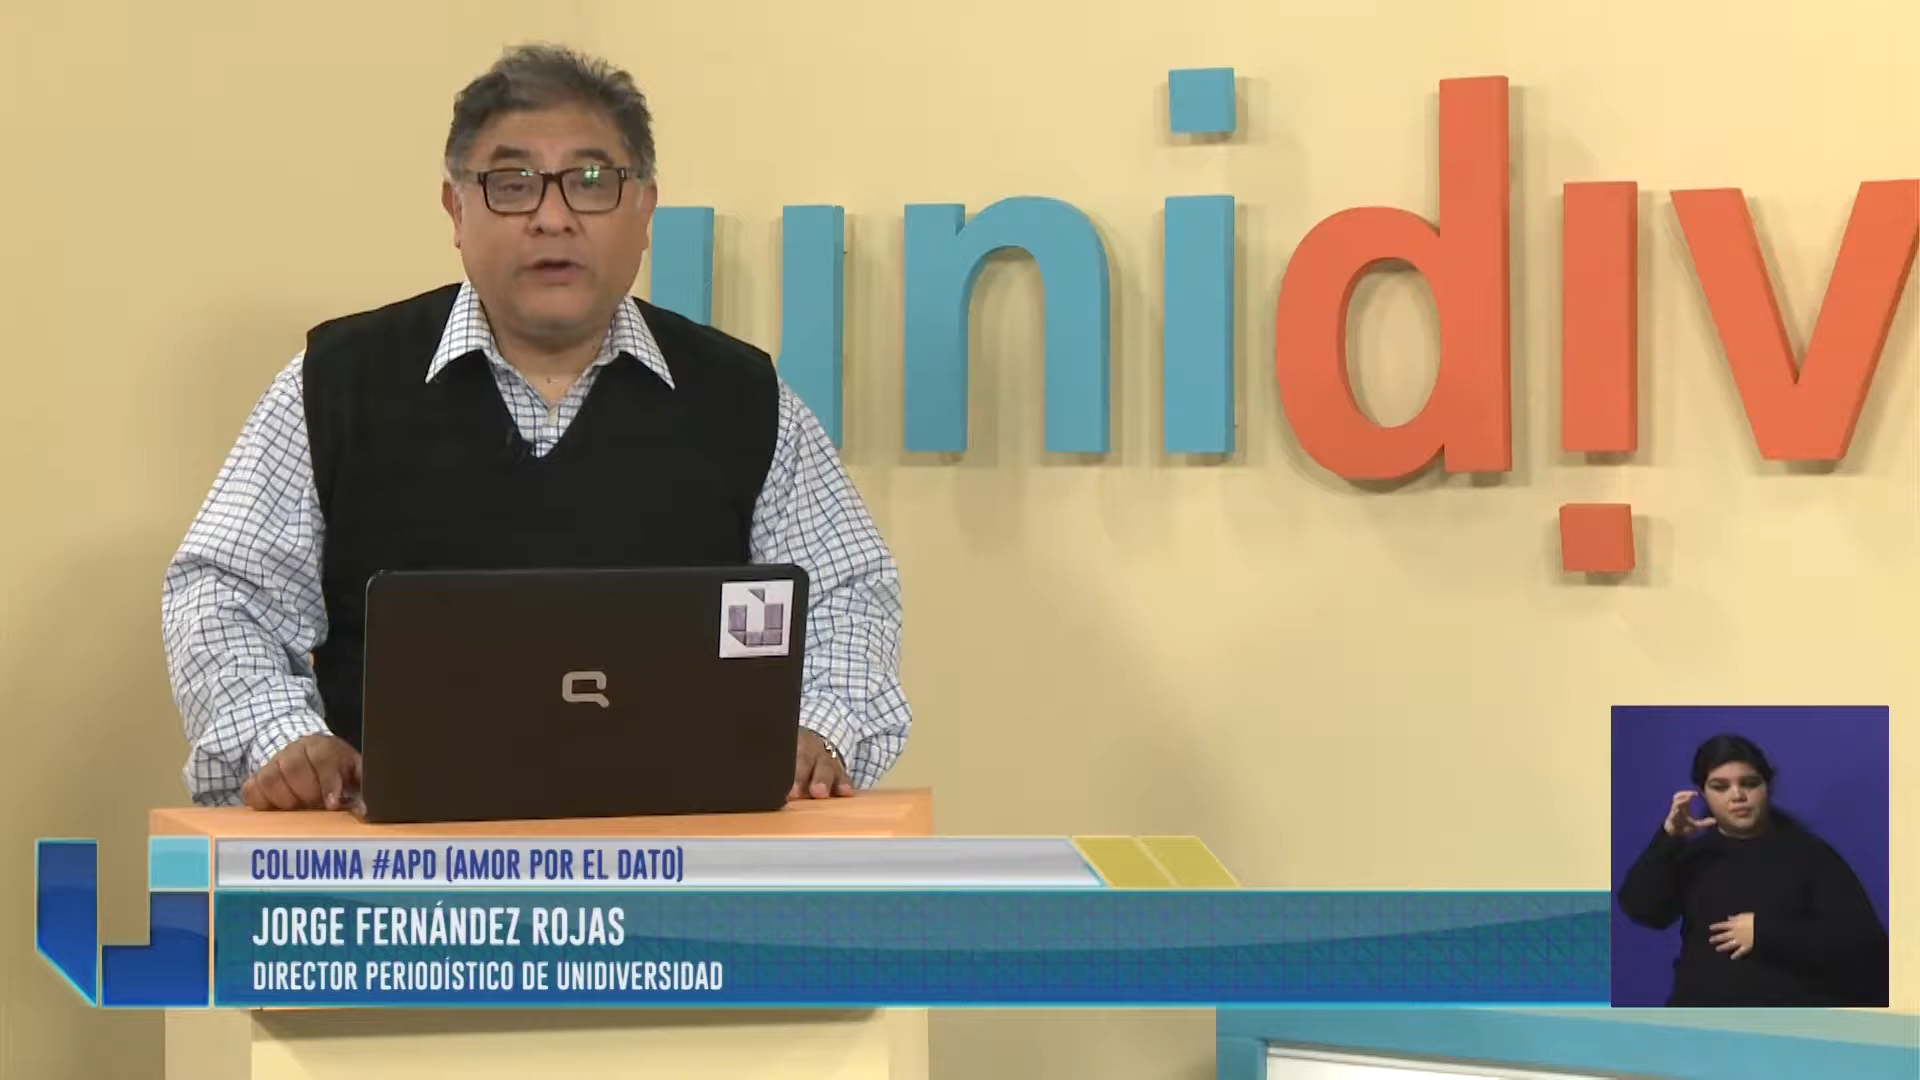 unidiv
COLUMNA #APD (AMOR POR EL DATO)
JORGE FERNÁNDEZ ROJAS
DIRECTOR PERIODÍSTICO DE UNIDIVERSIDAD